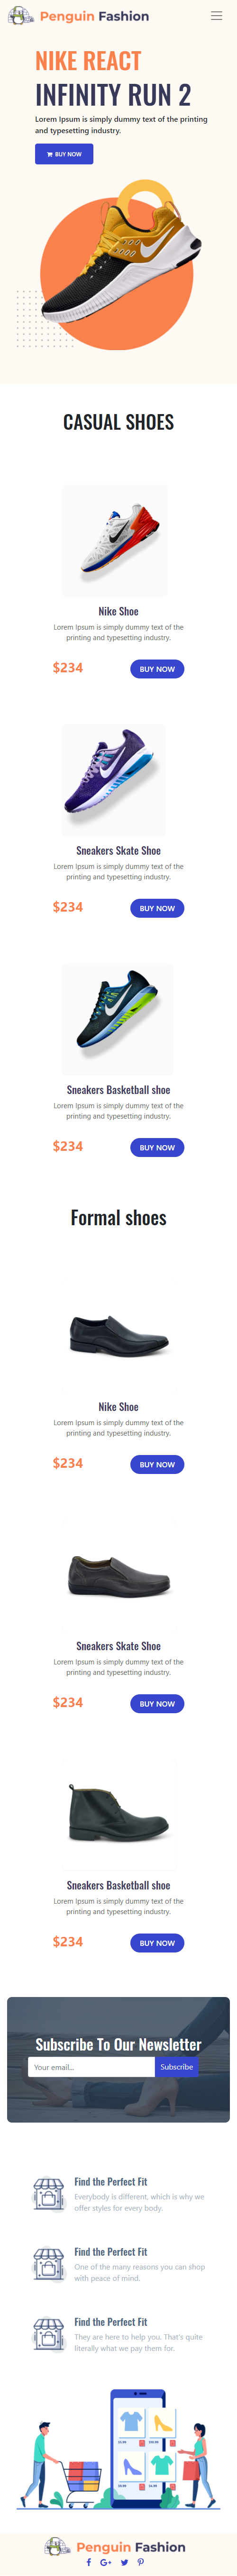 Penguin Fashion
NIKE REACT
INFINITY RUN 2
Lorem Ipsum is simply dummy text of the printing
and typesetting industry.
BUY NOW
CASUAL SHOES
Nike Shoe
Lorem Ipsum is simply dummy text of the
printing and typesetting industry.
$234 BUY NOW
Sneakers Skate Shoe
Lorem Ipsum is simply dummy text of the
printing and typesetting industry.
$234 BUY NOW
Sneakers Basketball shoe
Lorem Ipsum is simply dummy text of the
printing and typesetting industry.
$234 BUY NOW
Formal shoes
Nike Shoe
Lorem Ipsum is simply dummy text of the
printing and typesetting industry.
$234 BUY NOW
Sneakers Skate Shoe
Lorem Ipsum is simply dummy text of the
printing and typesetting industry.
$234 BUY NOW
Sneakers Basketball shoe
Lorem Ipsum is simply dummy text of the
printing and typesetting industry.
$234 BUY NOW
Subscribe To Our Newsletter
Your email... Subscribe
Find the Perfect Fit
Everybody is different, which is why we
offer styles for every body.
Find the Perfect Fit
One of the many reasons you can shop
with peace of mind.
Find the Perfect Fit
They are here to help you. That's quite
literally what we pay them for.
Penguin Fashion